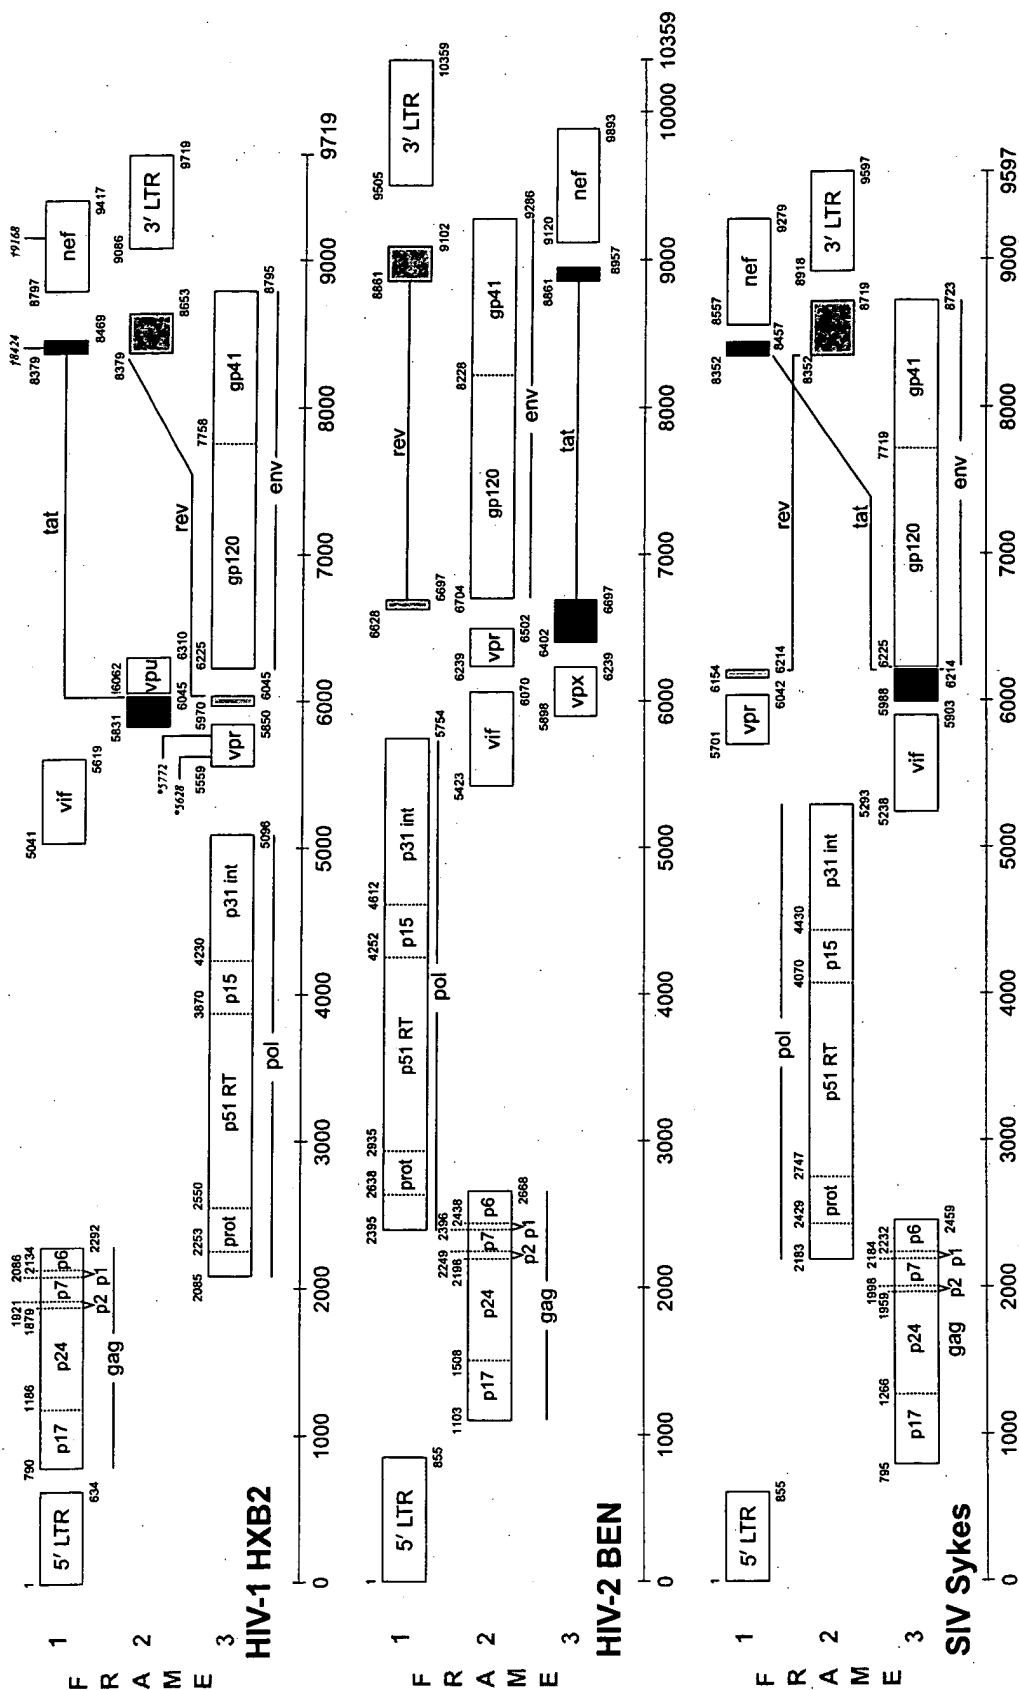 FRAME
1
2
3
1
5' LTR
634
790
1186
1879
1921
2086
2134
p17
p24
p7
p6
2292
p2
p1
gag
5041
vif
5619
†8424
8379
8469
tat
†9168
8797
nef
9417
5831
6045
!6062
vpu
6310
8379
8653
9086
3' LTR
9719
rev
2085
2253
2550
3870
4230
prot
p51 RT
p15
p31 int
5096
pol
*5772
*5628
5559
vpr
5850
5970
6045
6225
7758
gp120
gp41
8795
env
HIV-1 HXB2
0
1000
2000
3000
4000
5000
6000
7000
8000
9000
9719
FRAME
1
2
3
1
5' LTR
855
2395
2638
2935
4252
4612
prot
p51 RT
p15
p31 int
5754
pol
6628
6697
rev
8861
9102
9505
3' LTR
10359
1103
1508
2198
2249
2396
2438
p17
p24
p7
p6
2668
p2
p1
gag
5423
vif
6070
6239
vpr
6502
6704
8228
gp120
gp41
9286
env
5898
vpx
6239
6402
6697
tat
8861
8957
9120
nef
9893
HIV-2 BEN
0
1000
2000
3000
4000
5000
6000
7000
8000
9000
10000
10359
FRAME
1
2
3
1
5' LTR
855
5701
vpr
6042
6154
6214
rev
8352
8457
8557
nef
9279
pol
2183
2429
2747
4070
4430
prot
p51 RT
p15
p31 int
5293
8352
8719
8918
3' LTR
9597
tat
795
1266
1959
1998
2184
2232
p17
p24
p7
p6
2459
p2
p1
gag
5238
vif
5903
5988
6214
6225
7719
gp120
gp41
8723
env
SIV Sykes
0
1000
2000
3000
4000
5000
6000
7000
8000
9000
9597